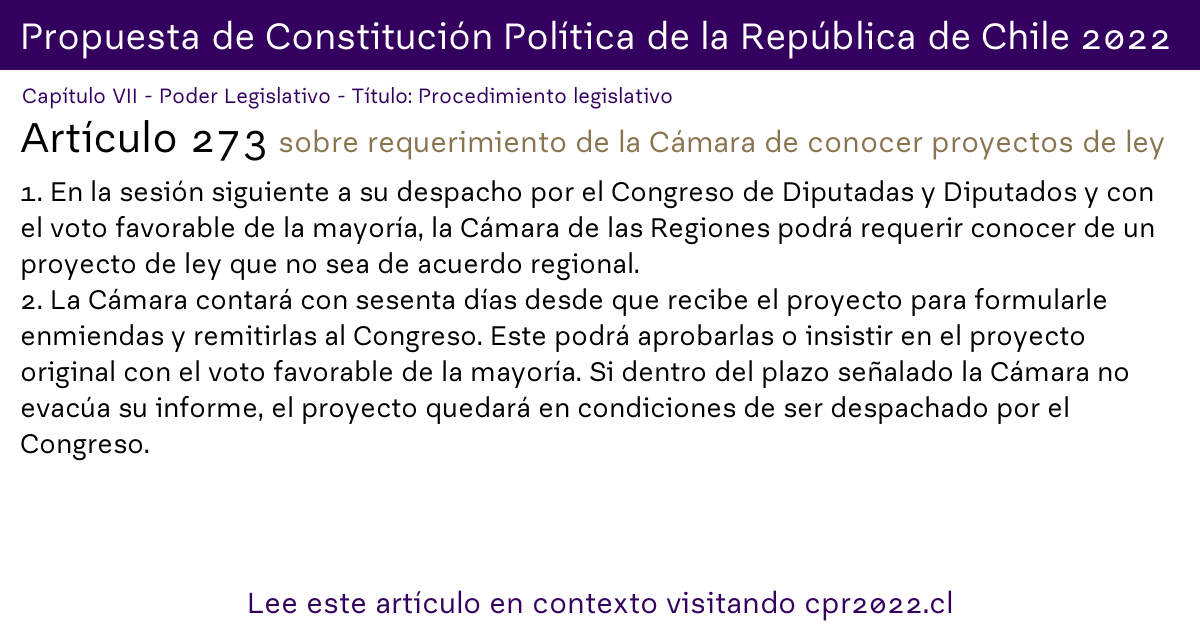 Propuesta de Constitución Política de la República de Chile 2022
Capítulo VII - Poder Legislativo - Título: Procedimiento legislativo
Artículo 273 sobre requerimiento de la Cámara de conocer proyectos de ley
1. En la sesión siguiente a su despacho por el Congreso de Diputadas y Diputados y con
el voto favorable de la mayoría, la Cámara de las Regiones podrá requerir conocer de un
proyecto de ley que no sea de acuerdo regional.
2. La Cámara contará con sesenta días desde que recibe el proyecto para formularle
enmiendas y remitirlas al Congreso. Este podrá aprobarlas o insistir en el proyecto
original con el voto favorable de la mayoría. Si dentro del plazo señalado la Cámara no
evacúa su informe, el proyecto quedará en condiciones de ser despachado por el
Congreso.
Lee este artículo en contexto visitando cpr2022.cl